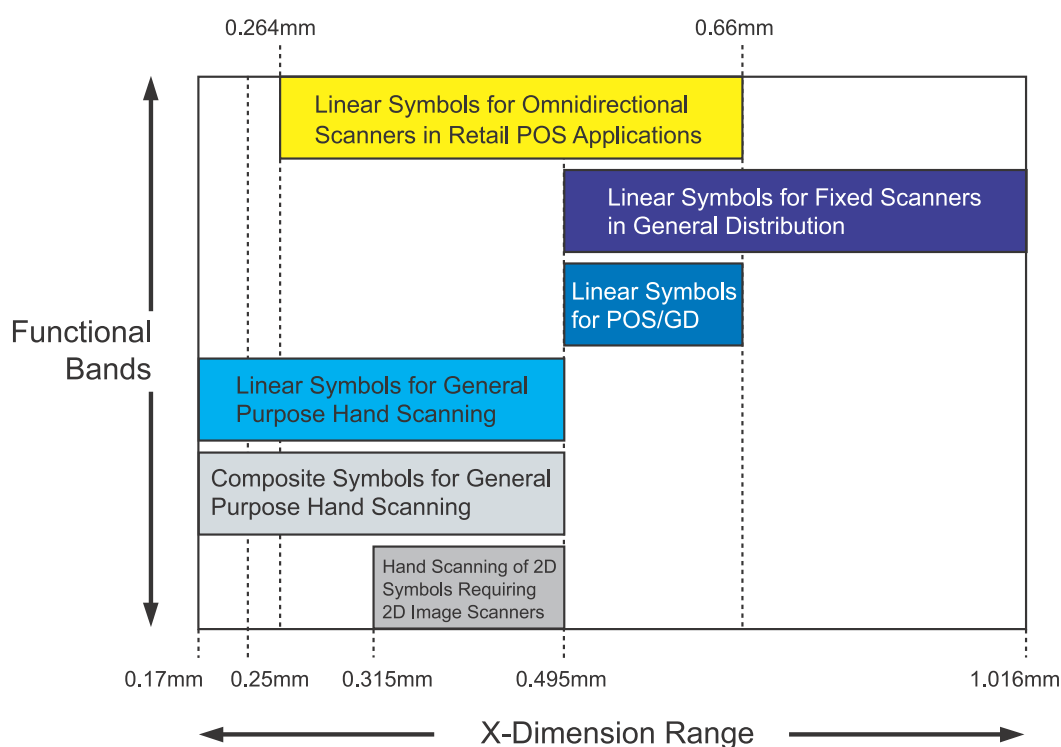 0.264mm
0.66mm
Linear Symbols for Omnidirectional
Scanners in Retail POS Applications
Linear Symbols for Fixed Scanners
in General Distribution
Linear Symbols
for POS/GD
Functional
Bands
Linear Symbols for General
Purpose Hand Scanning
Composite Symbols for General
Purpose Hand Scanning
Hand Scanning of 2D
Symbols Requiring
2D Image Scanners
0.17mm
0.25mm
0.315mm
0.495mm
1.016mm
X-Dimension Range